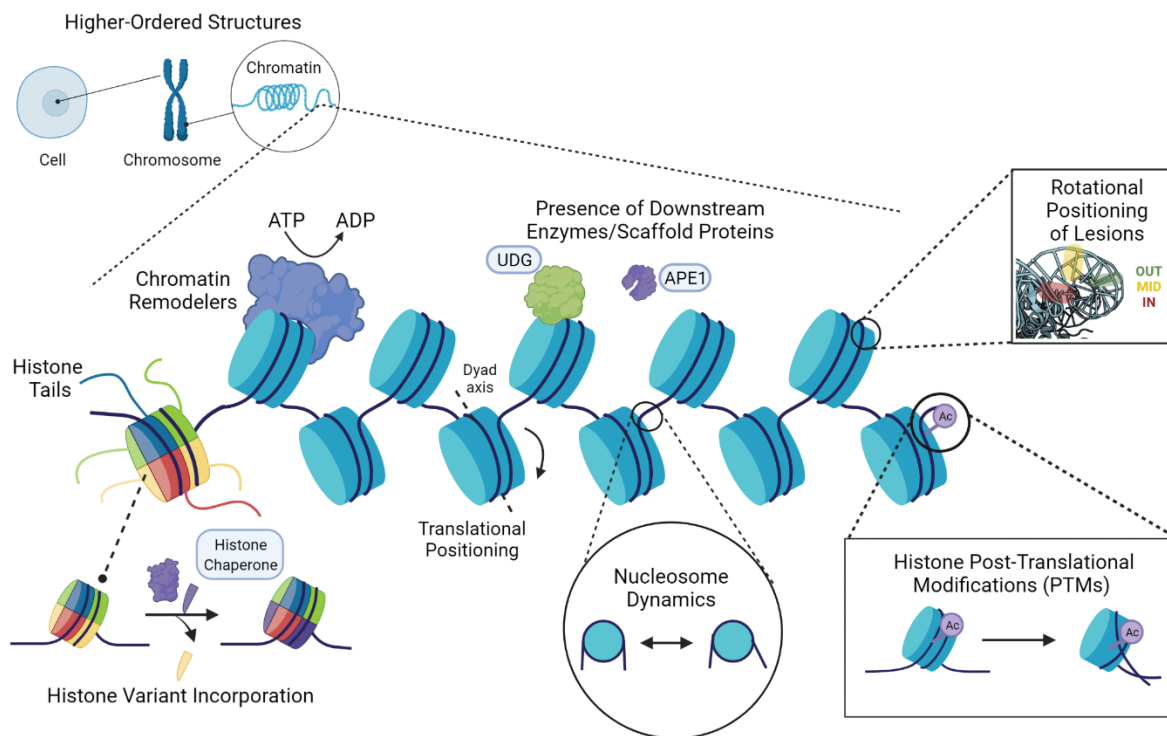 Higher-Ordered Structures
Chromatin
Cell
Chromosome
ATP
ADP
Chromatin
Remodelers
Presence of Downstream
Enzymes/Scaffold Proteins
UDG
APE1
Rotational
Positioning
of Lesions
OUT
MID
IN
Histone
Tails
Dyad
axis
Ac
Translational
Positioning
Histone
Chaperone
Histone Variant Incorporation
Nucleosome
Dynamics
Histone Post-Translational
Modifications (PTMs)
Ac
Ac